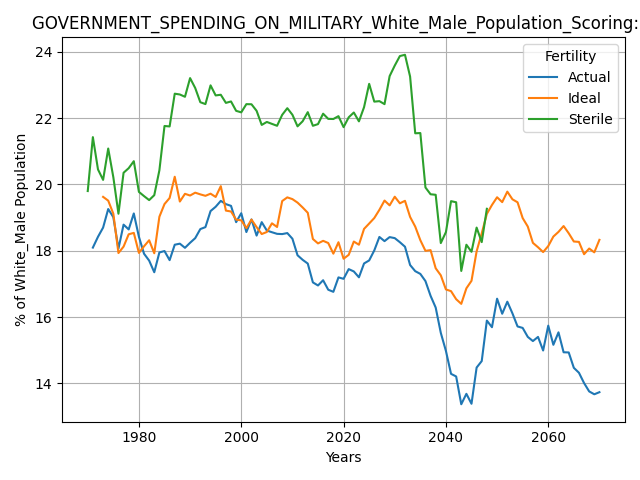 GOVERNMENT_SPENDING_ON_MILITARY_White_Male_Population_Scoring:
% of White_Male Population
24
22
20
18
16
14
Fertility
Actual
Ideal
Sterile
1980 2000 2020 2040 2060
Years